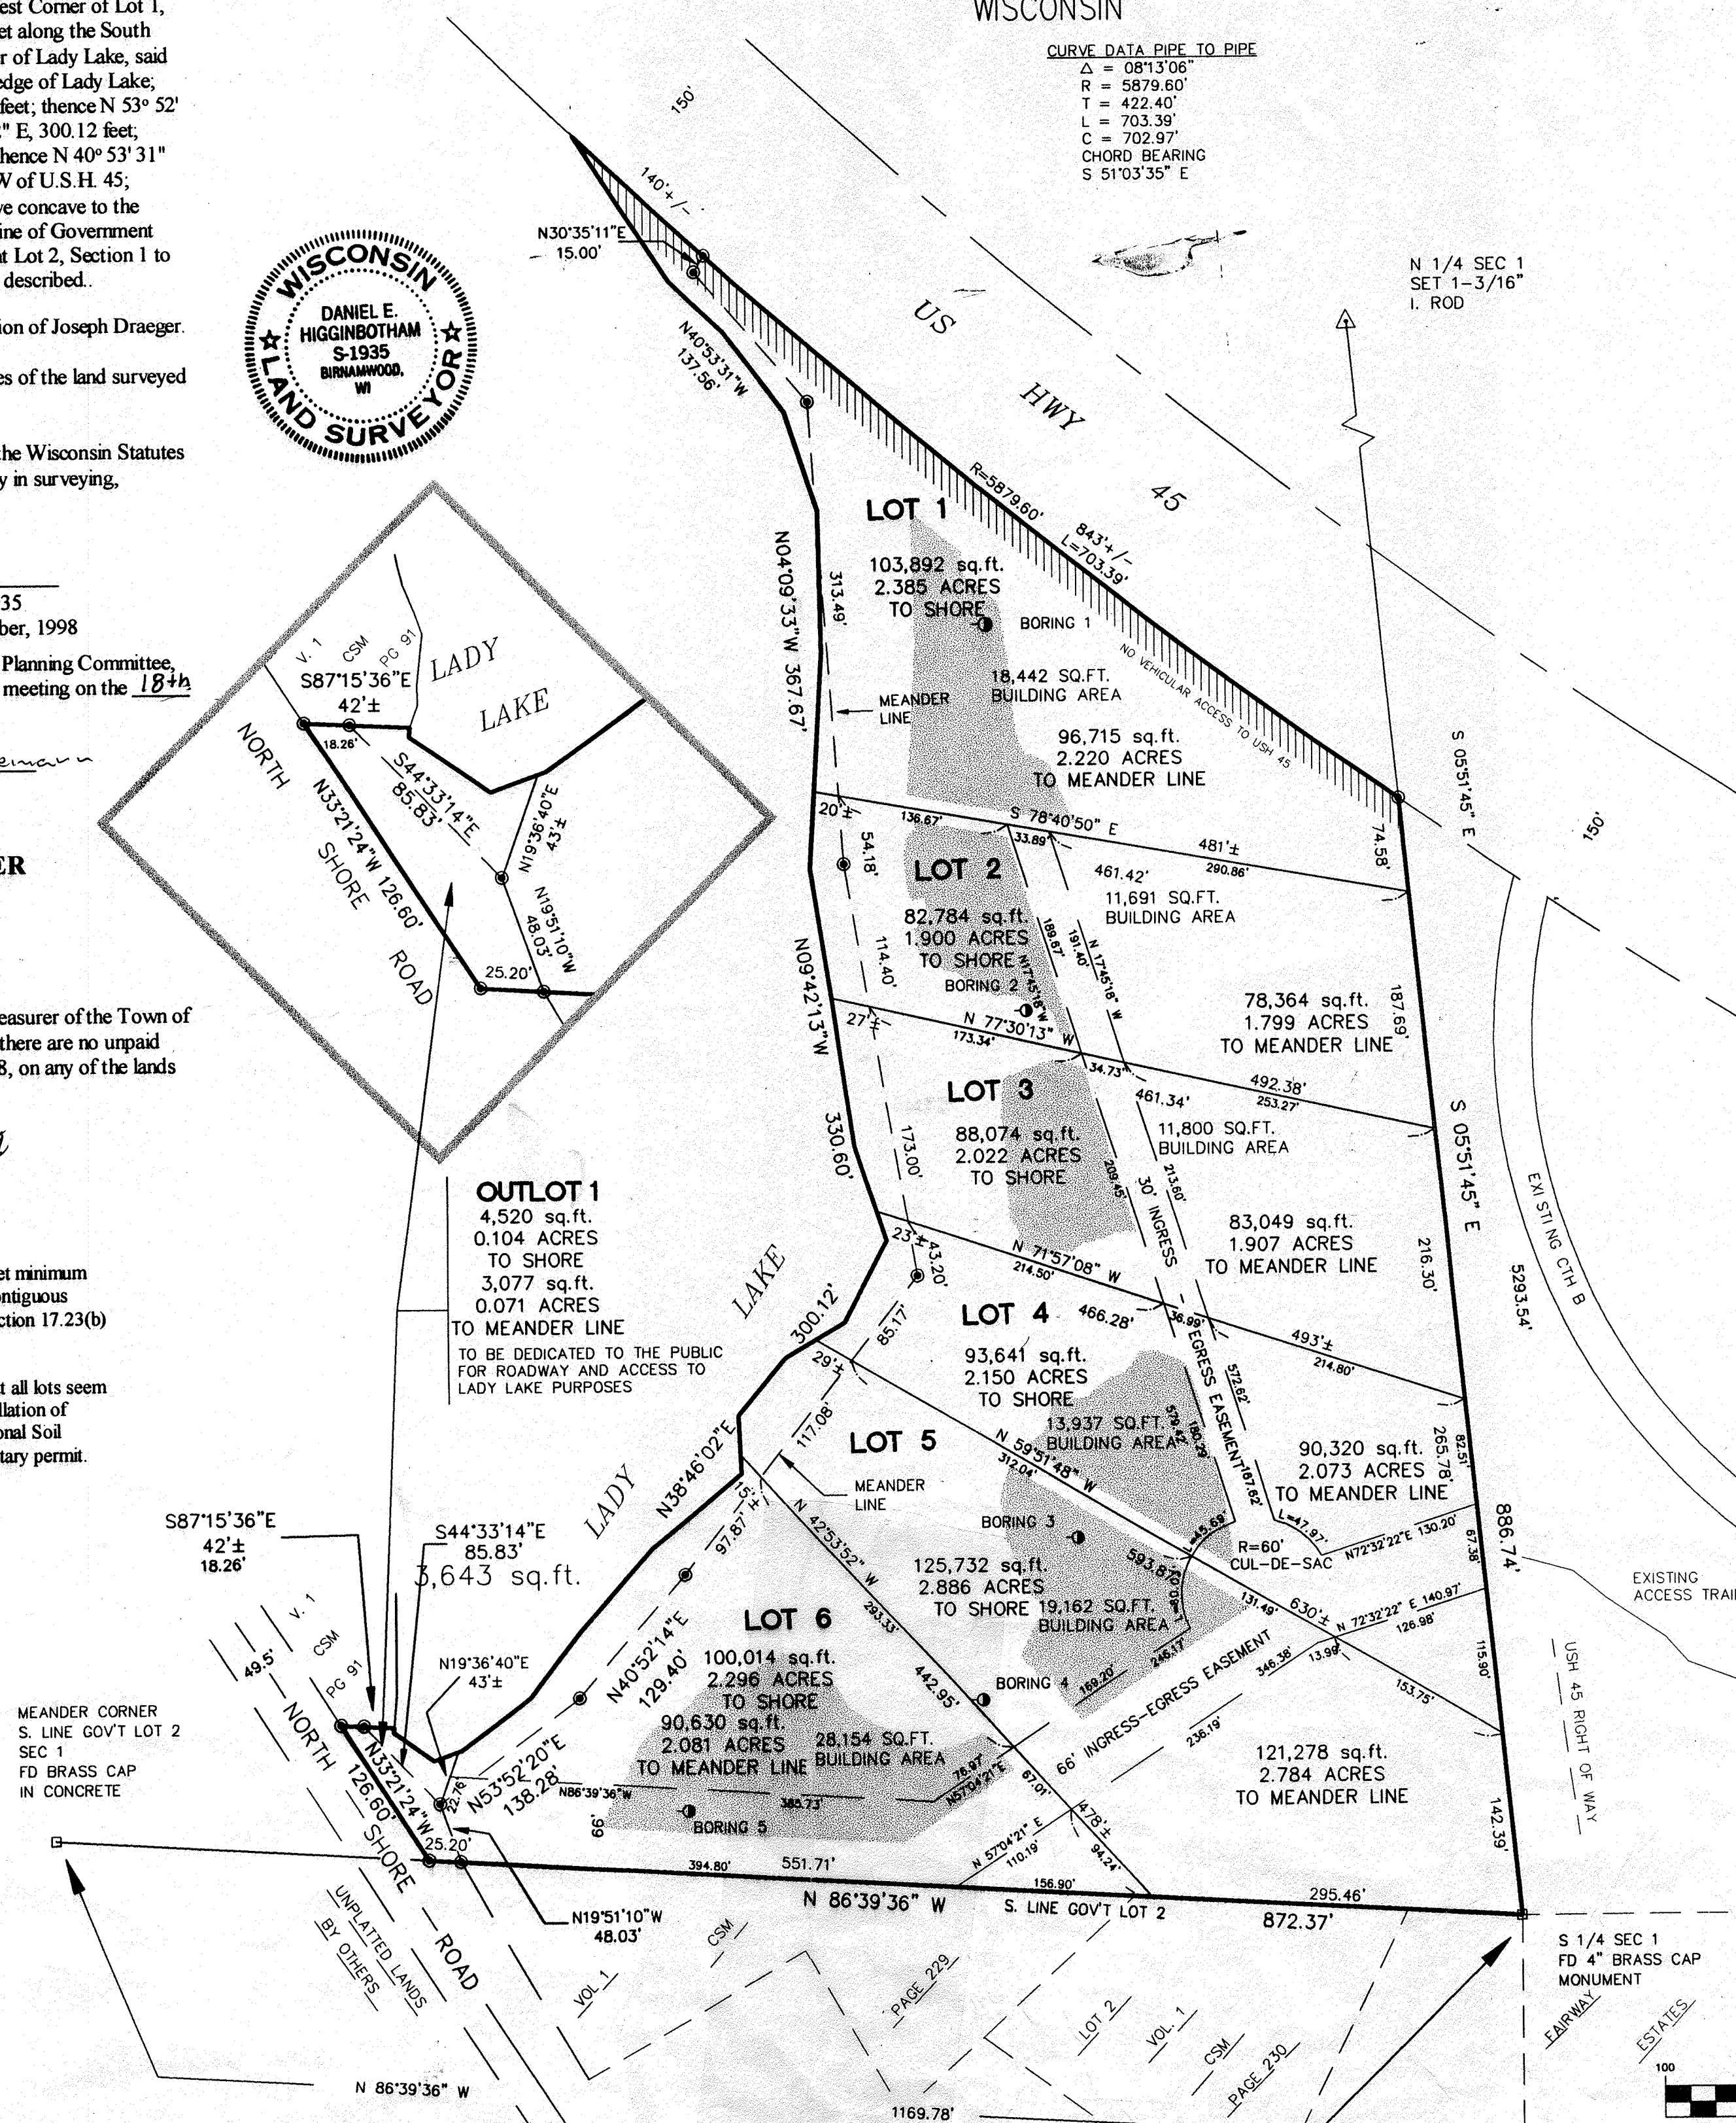 est Corner of Lot 1,
et along the South
r of Lady Lake, said
edge of Lady Lake;
feet; thence N 53° 52'
" E, 300.12 feet;
hence N 40° 53' 31"
W of U.S.H. 45;
ve concave to the
ine of Government
t Lot 2, Section 1 to
described..
ion of Joseph Draeger.
es of the land surveyed
he Wisconsin Statutes
y in surveying,
35
ber, 1998
Planning Committee,
meeting on the 18th
ER
easurer of the Town of
there are no unpaid
8, on any of the lands
et minimum
ontiguous
ction 17.23(b)
t all lots seem
llation of
onal Soil
tary permit.
WISCONSIN
CURVE DATA PIPE TO PIPE
Δ = 08°13'06"
R = 5879.60'
T = 422.40'
L = 703.39'
C = 702.97'
CHORD BEARING
S 51°03'35" E
WISCONSIN
DANIEL E.
HIGGINBOTHAM
S-1935
BIRNAMWOOD,
WI
LAND SURVEYOR
150'
140'+/-
N30°35'11"E
15.00'
US
HWY
45
N 1/4 SEC 1
SET 1-3/16"
I. ROD
N40°53'31"W
137.56'
R=5879.60'
843'+/-
L=703.39'
NO VEHICULAR ACCESS TO USH 45
LOT 1
103,892 sq.ft.
2.385 ACRES
TO SHORE
BORING 1
18,442 SQ.FT.
BUILDING AREA
96,715 sq.ft.
2.220 ACRES
TO MEANDER LINE
N04°09'33"W 367.67'
313.49'
MEANDER
LINE
S 05°51'45" E
150'
74.58'
20'±
136.67'
S 78°40'50" E
33.89'
481'±
290.86'
461.42'
54.18'
LOT 2
82,784 sq.ft.
1.900 ACRES
TO SHORE
BORING 2
11,691 SQ.FT.
BUILDING AREA
189.67'
N17°45'18"W
191.40'
N 17°45'18" W
78,364 sq.ft.
1.799 ACRES
TO MEANDER LINE
187.69'
114.40'
N09°42'13"W
330.60'
27'±
N 77°30'13" W
173.34'
34.73'
492.38'
253.27'
461.34'
LOT 3
88,074 sq.ft.
2.022 ACRES
TO SHORE
11,800 SQ.FT.
BUILDING AREA
83,049 sq.ft.
1.907 ACRES
TO MEANDER LINE
173.00'
209.45'
213.60'
30' INGRESS
EGRESS EASEMENT
216.30'
S 05°51'45" E
5293.54'
EXISTING CTH B
23'±
43.20'
N 71°57'08" W
214.50'
466.28'
36.99'
493'±
214.80'
LOT 4
93,641 sq.ft.
2.150 ACRES
TO SHORE
13,937 SQ.FT.
BUILDING AREA
90,320 sq.ft.
2.073 ACRES
TO MEANDER LINE
579.42'
180.29'
572.62'
167.62'
82.51'
265.78'
LAKE
300.12'
85.17'
29'±
N 59°51'48" W
312.04'
593.87'
131.49'
630'±
153.75'
L=45.69'
L=47.97'
R=60'
CUL-DE-SAC
N72°32'22"E 130.20'
67.38'
886.74'
N 72°32'22" E 140.97'
126.98'
13.99'
115.90'
EXISTING
ACCESS TRAI
USH 45 RIGHT OF WAY
LOT 5
MEANDER
LINE
117.08'
BORING 3
125,732 sq.ft.
2.886 ACRES
TO SHORE
19,162 SQ.FT.
BUILDING AREA
BORING 4
169.20'
246.17'
346.38'
236.19'
66' INGRESS-EGRESS EASEMENT
121,278 sq.ft.
2.784 ACRES
TO MEANDER LINE
142.39'
LADY
N38°46'02"E
15'±
97.87'
N 42°53'52" W
293.33'
442.95'
67.01'
478'±
94.24'
LOT 6
100,014 sq.ft.
2.296 ACRES
TO SHORE
90,630 sq.ft.
2.081 ACRES
TO MEANDER LINE
28,154 SQ.FT.
BUILDING AREA
BORING 5
N40°52'14"E
129.40'
N53°52'20"E
138.28'
N86°39'36"W
385.73'
76.97'
N57°04'21"E
N 57°04'21" E
110.19'
66'
V. 1
CSM
PG 91
S87°15'36"E
42'±
18.26'
LADY
LAKE
NORTH
SHORE
ROAD
S44°33'14"E
85.83'
N33°21'24"W 126.60'
N19°36'40"E
43'±
N19°51'10"W
48.03'
25.20'
OUTLOT 1
4,520 sq.ft.
0.104 ACRES
TO SHORE
3,077 sq.ft.
0.071 ACRES
TO MEANDER LINE
TO BE DEDICATED TO THE PUBLIC
FOR ROADWAY AND ACCESS TO
LADY LAKE PURPOSES
S87°15'36"E
42'±
18.26'
S44°33'14"E
85.83'
3,643 sq.ft.
49.5'
V. 1
CSM
PG 91
N19°36'40"E
43'±
MEANDER CORNER
S. LINE GOV'T LOT 2
SEC 1
FD BRASS CAP
IN CONCRETE
NORTH
SHORE
ROAD
N33°21'24"W
126.60'
22.76'
25.20'
394.80'
551.71'
N 86°39'36" W
156.90'
S. LINE GOV'T LOT 2
295.46'
872.37'
N19°51'10"W
48.03'
UNPLATTED LANDS
BY OTHERS
VOL 1
CSM
PAGE 229
LOT 2
VOL. 1
CSM
PAGE 230
S 1/4 SEC 1
FD 4" BRASS CAP
MONUMENT
FAIRWAY
ESTATES
N 86°39'36" W
1169.78'
100